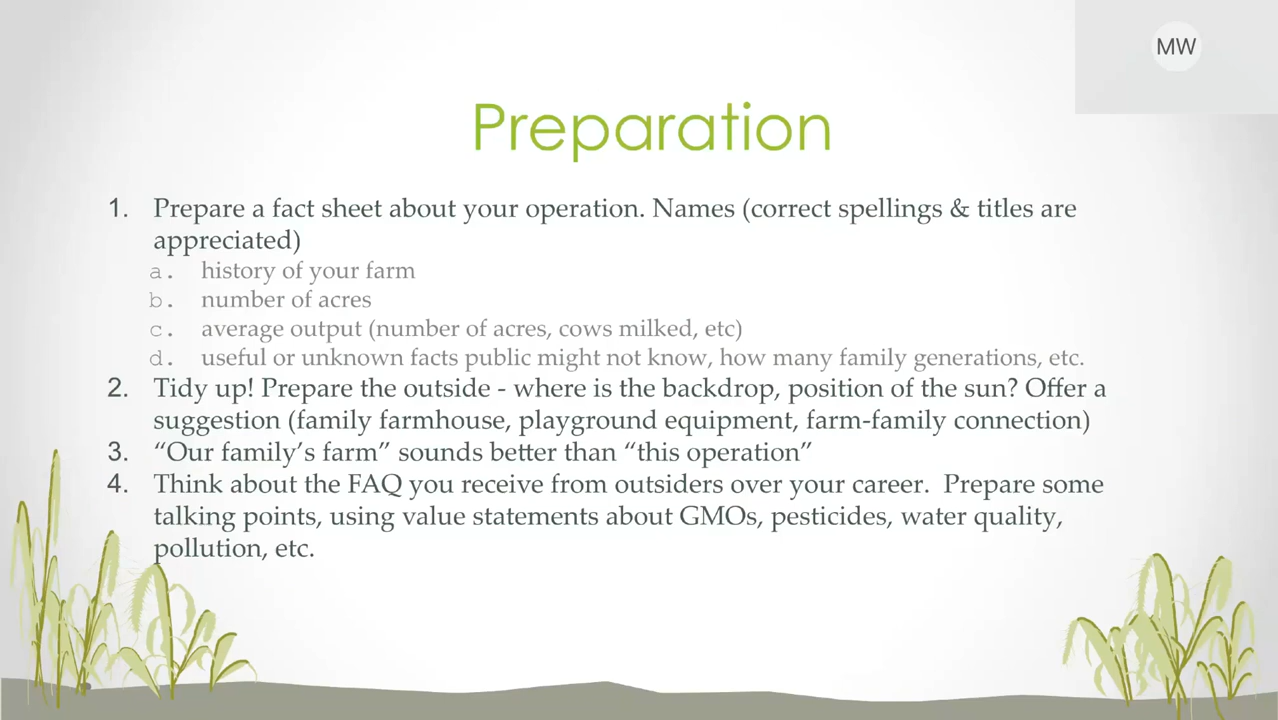 MW
Preparation
1. Prepare a fact sheet about your operation. Names (correct spellings & titles are
appreciated)
a. history of your farm
b. number of acres
c. average output (number of acres, cows milked, etc)
d. useful or unknown facts public might not know, how many family generations, etc.
2. Tidy up! Prepare the outside - where is the backdrop, position of the sun? Offer a
suggestion (family farmhouse, playground equipment, farm-family connection)
3. “Our family’s farm” sounds better than “this operation”
4. Think about the FAQ you receive from outsiders over your career.  Prepare some
talking points, using value statements about GMOs, pesticides, water quality,
pollution, etc.